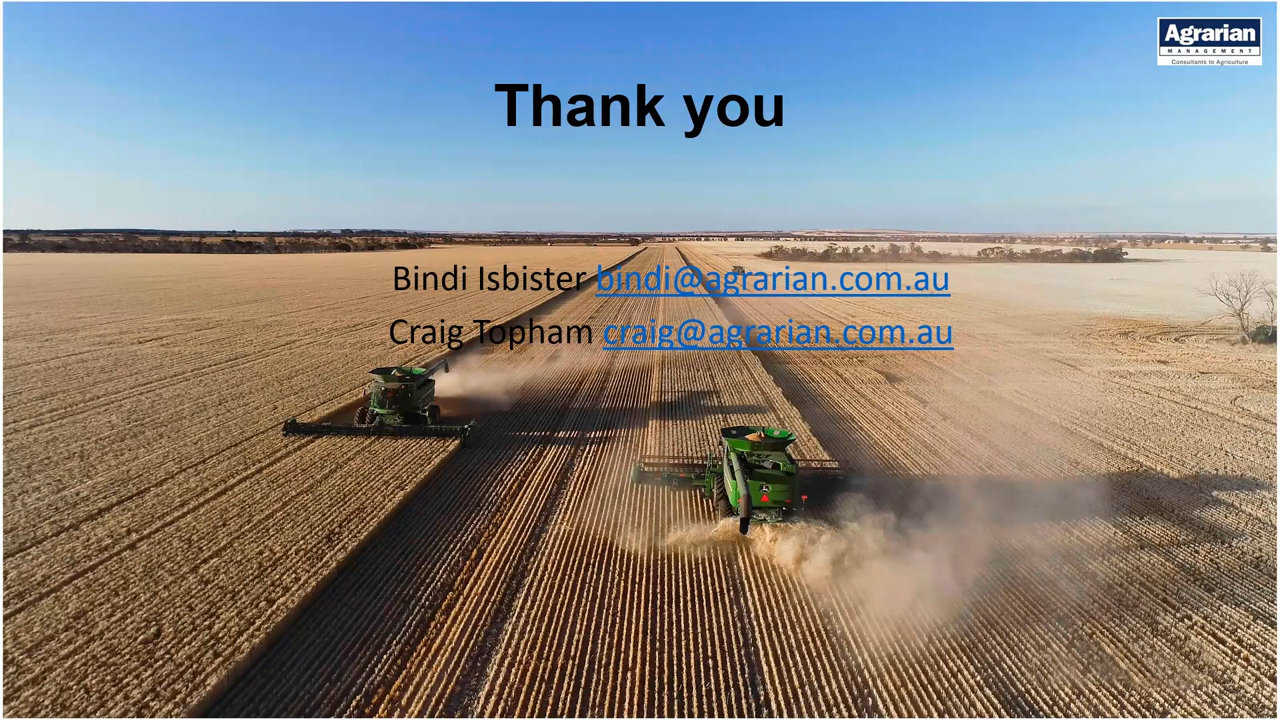 Agrarian
MANAGEMENT
Consultants to Agriculture
Thank you
Bindi Isbister bindi@agrarian.com.au
Craig Topham craig@agrarian.com.au